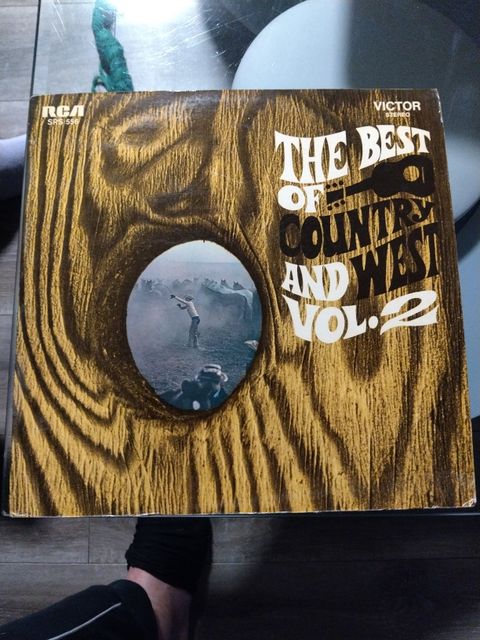 RCA
SRS 556
VICTOR
STEREO
THE BEST
OF
COUNTRY
AND WEST
VOL.2